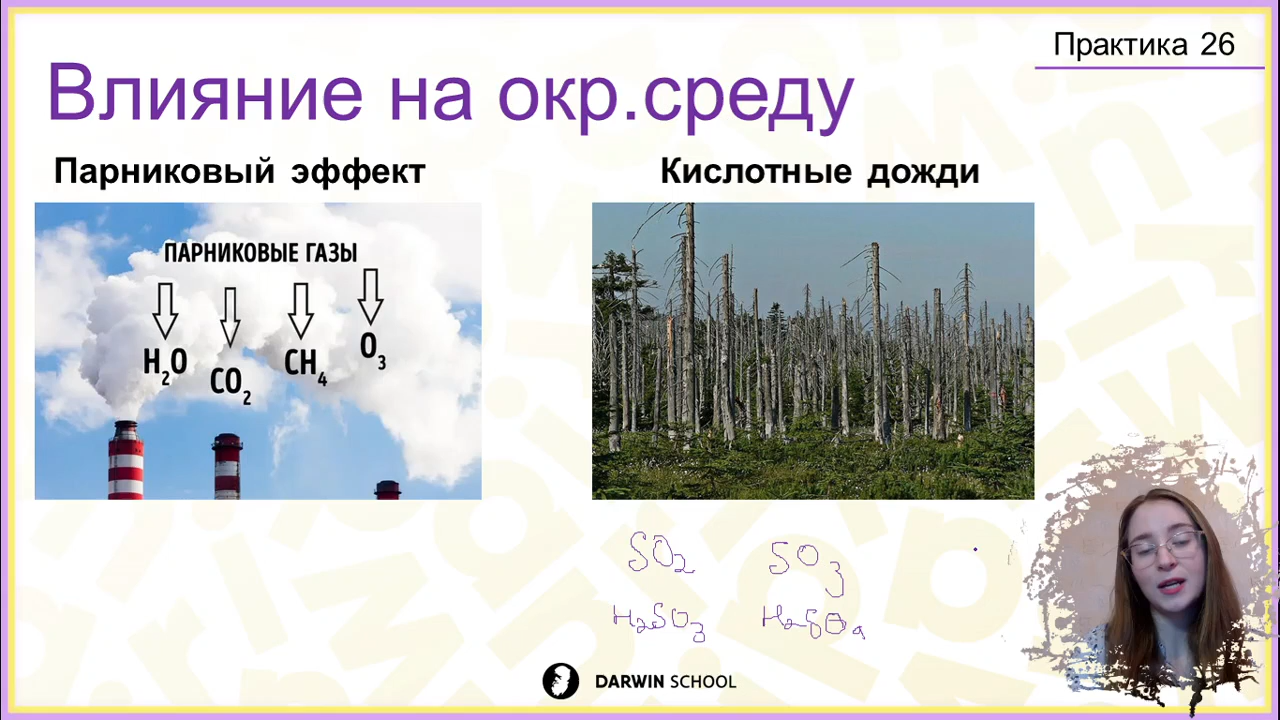 Практика 26
Влияние на окр.среду
Парниковый эффект
Кислотные дожди
ПАРНИКОВЫЕ ГАЗЫ
H₂O CO₂ CH₄ O₃
SO₂ SO₃
H₂SO₃ H₂SO₄
DARWIN SCHOOL